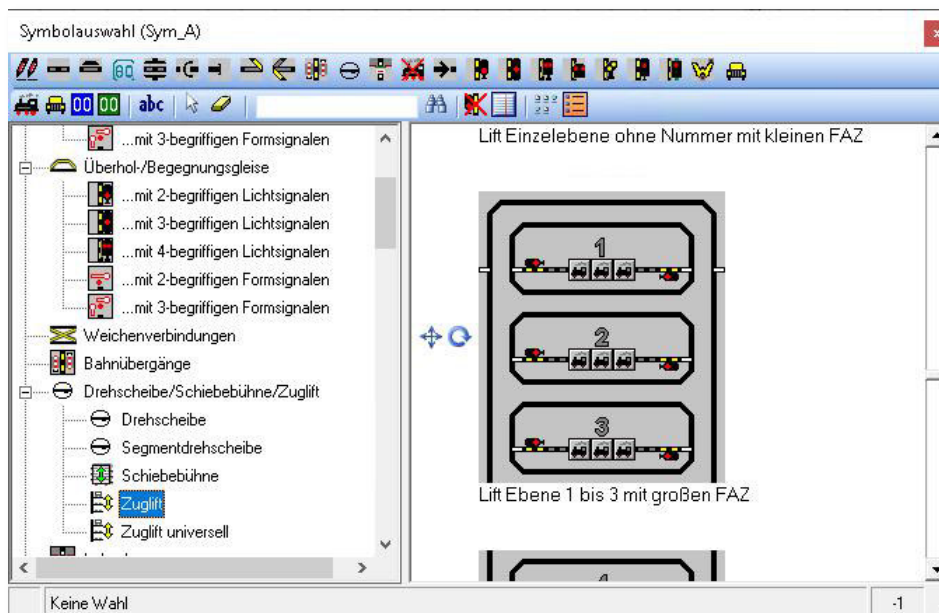 Symbolauswahl (Sym_A)
80
00 00 abc
...mit 3-begriffigen Formsignalen
Überhol-/Begegnungsgleise
...mit 2-begriffigen Lichtsignalen
...mit 3-begriffigen Lichtsignalen
...mit 4-begriffigen Lichtsignalen
...mit 2-begriffigen Formsignalen
...mit 3-begriffigen Formsignalen
Weichenverbindungen
Bahnübergänge
Drehscheibe/Schiebebühne/Zuglift
Drehscheibe
Segmentdrehscheibe
Schiebebühne
Zuglift
Zuglift universell
Lift Einzelebene ohne Nummer mit kleinen FAZ
1
2
3
Lift Ebene 1 bis 3 mit großen FAZ
4
Keine Wahl
-1